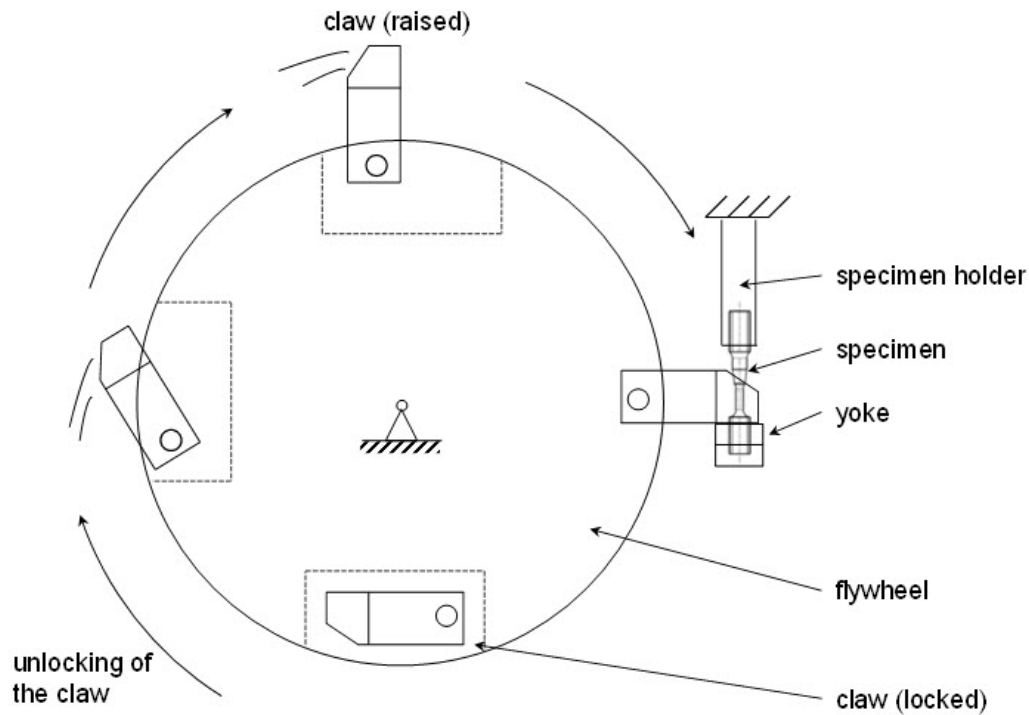 claw (raised)
specimen holder
specimen
yoke
flywheel
unlocking of
the claw
claw (locked)